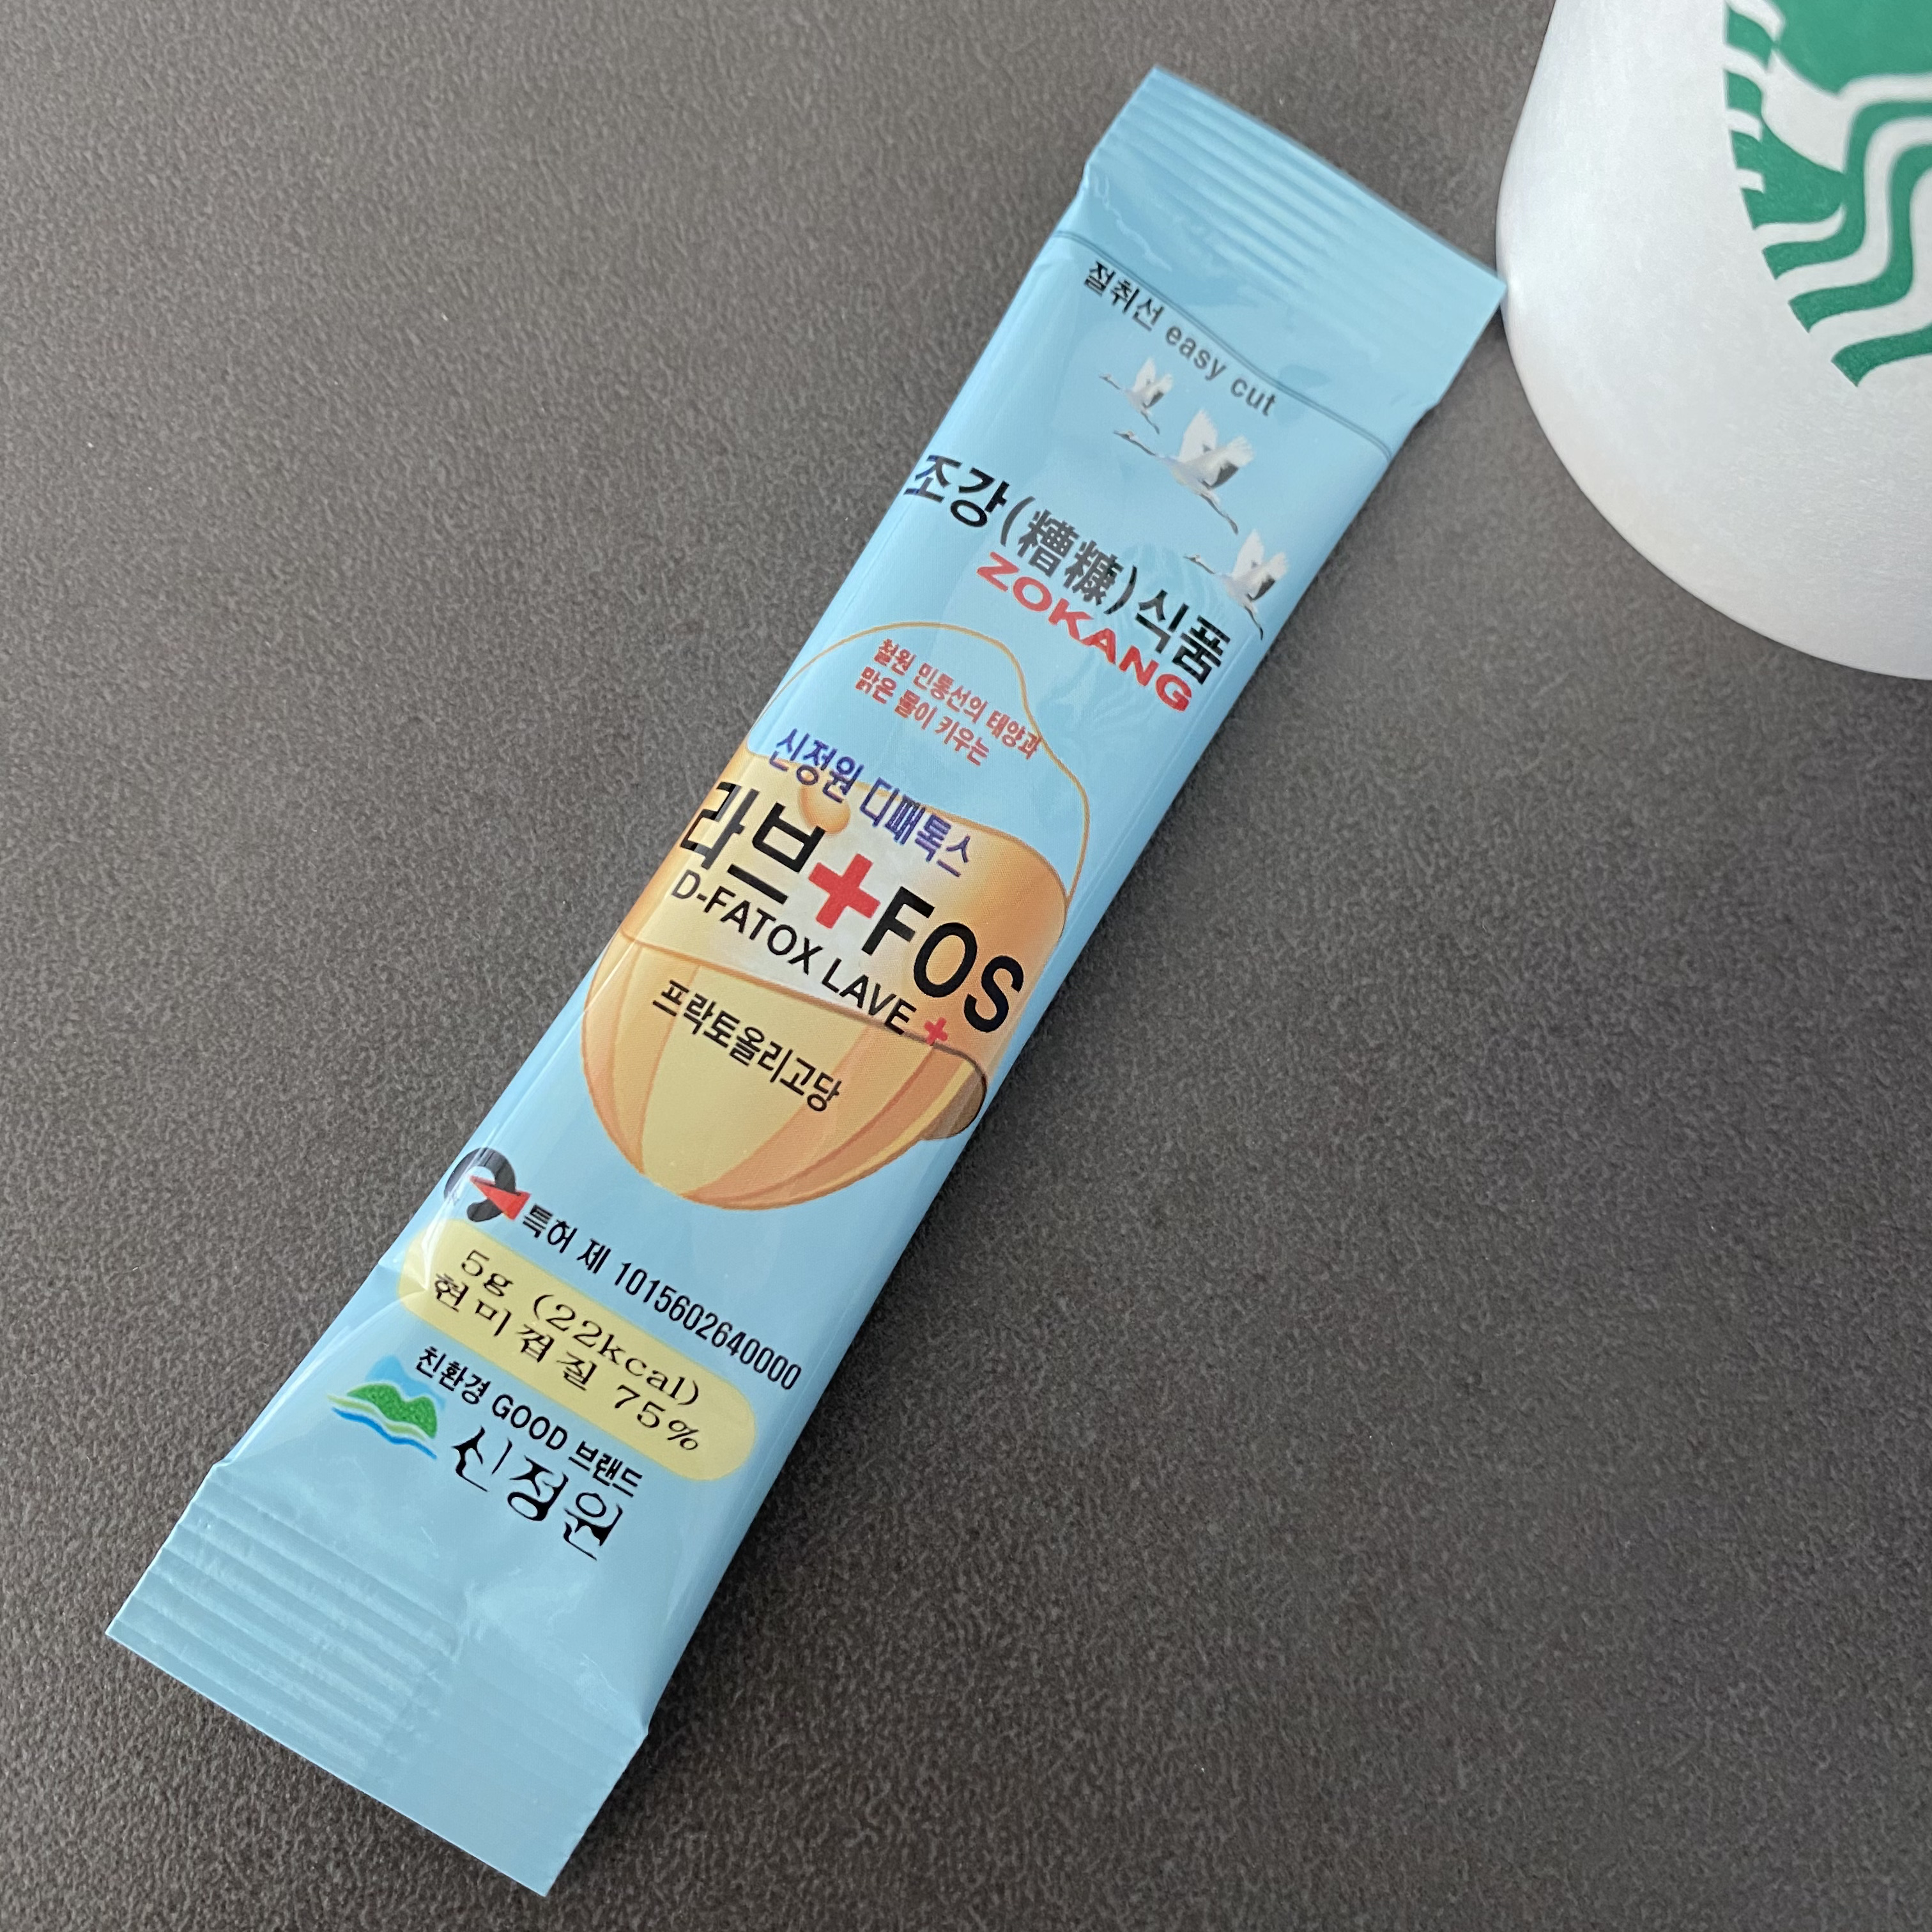 절취선 easy cut
조강(糟糠)식품
ZOKANG
철원 민통선의 태양과
맑은 물이 키우는
신정원 디패톡스
라브+FOS
D-FATOX LAVE +
프락토올리고당
특허 제 1015602640000
5g (22kcal)
현미껍질 75%
친환경 GOOD 브랜드
신정원